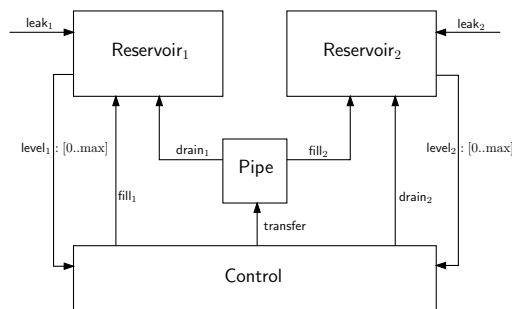 leak₁
leak₂
Reservoir₁
Reservoir₂
level₁ : [0..max]
drain₁
Pipe
fill₂
level₂ : [0..max]
fill₁
drain₂
transfer
Control